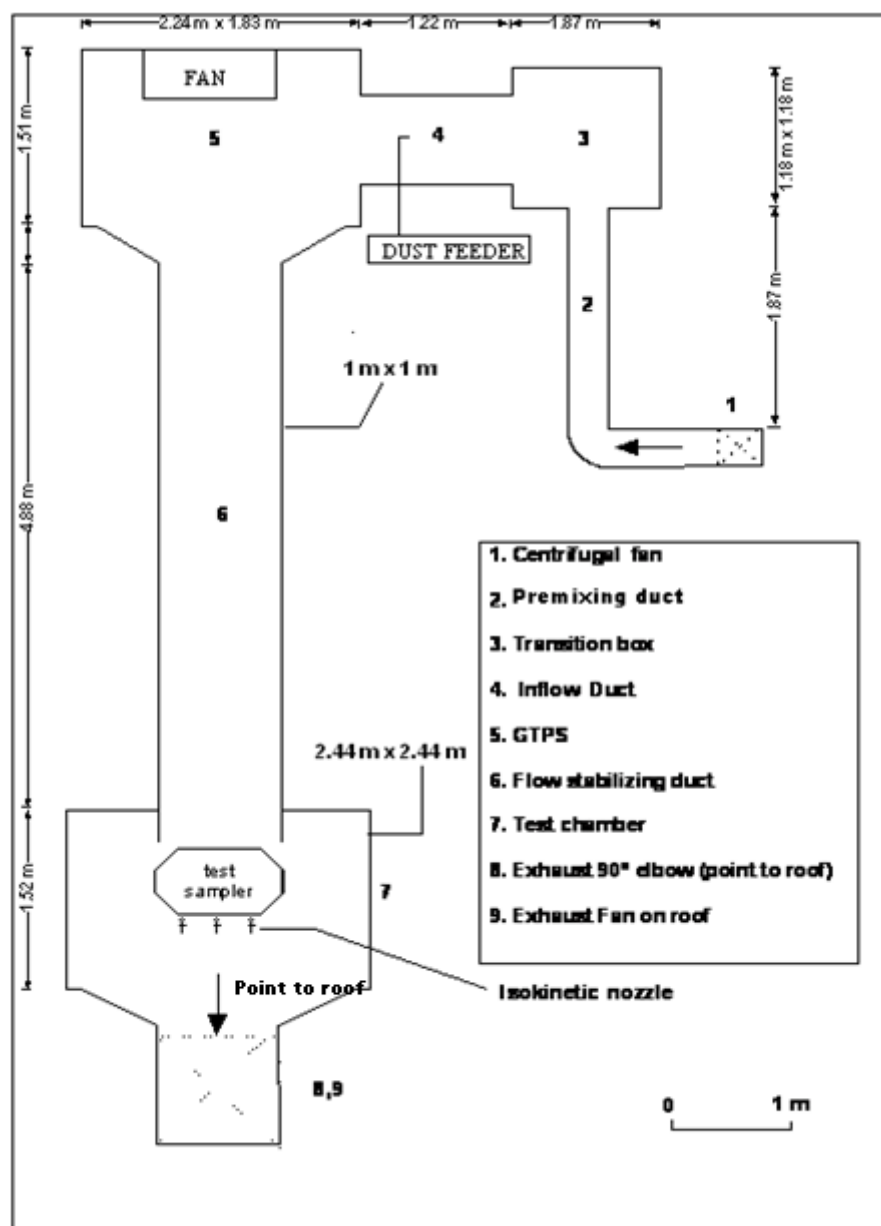 2.24 m x 1.83 m
1.22 m
1.87 m
FAN
1.51 m
5
4
3
1.18 m x 1.18 m
DUST FEEDER
2
1.87 m
1 m x 1 m
1
4.88 m
6
1. Centrifugal fan
2. Premixing duct
3. Transition box
4. Inflow Duct
5. GTPS
6. Flow stabilizing duct
7. Test chamber
8. Exhaust 90° elbow (point to roof)
9. Exhaust Fan on roof
2.44 m x 2.44 m
test
sampler
7
1.52 m
Point to roof
Isokinetic nozzle
8,9
0 1 m